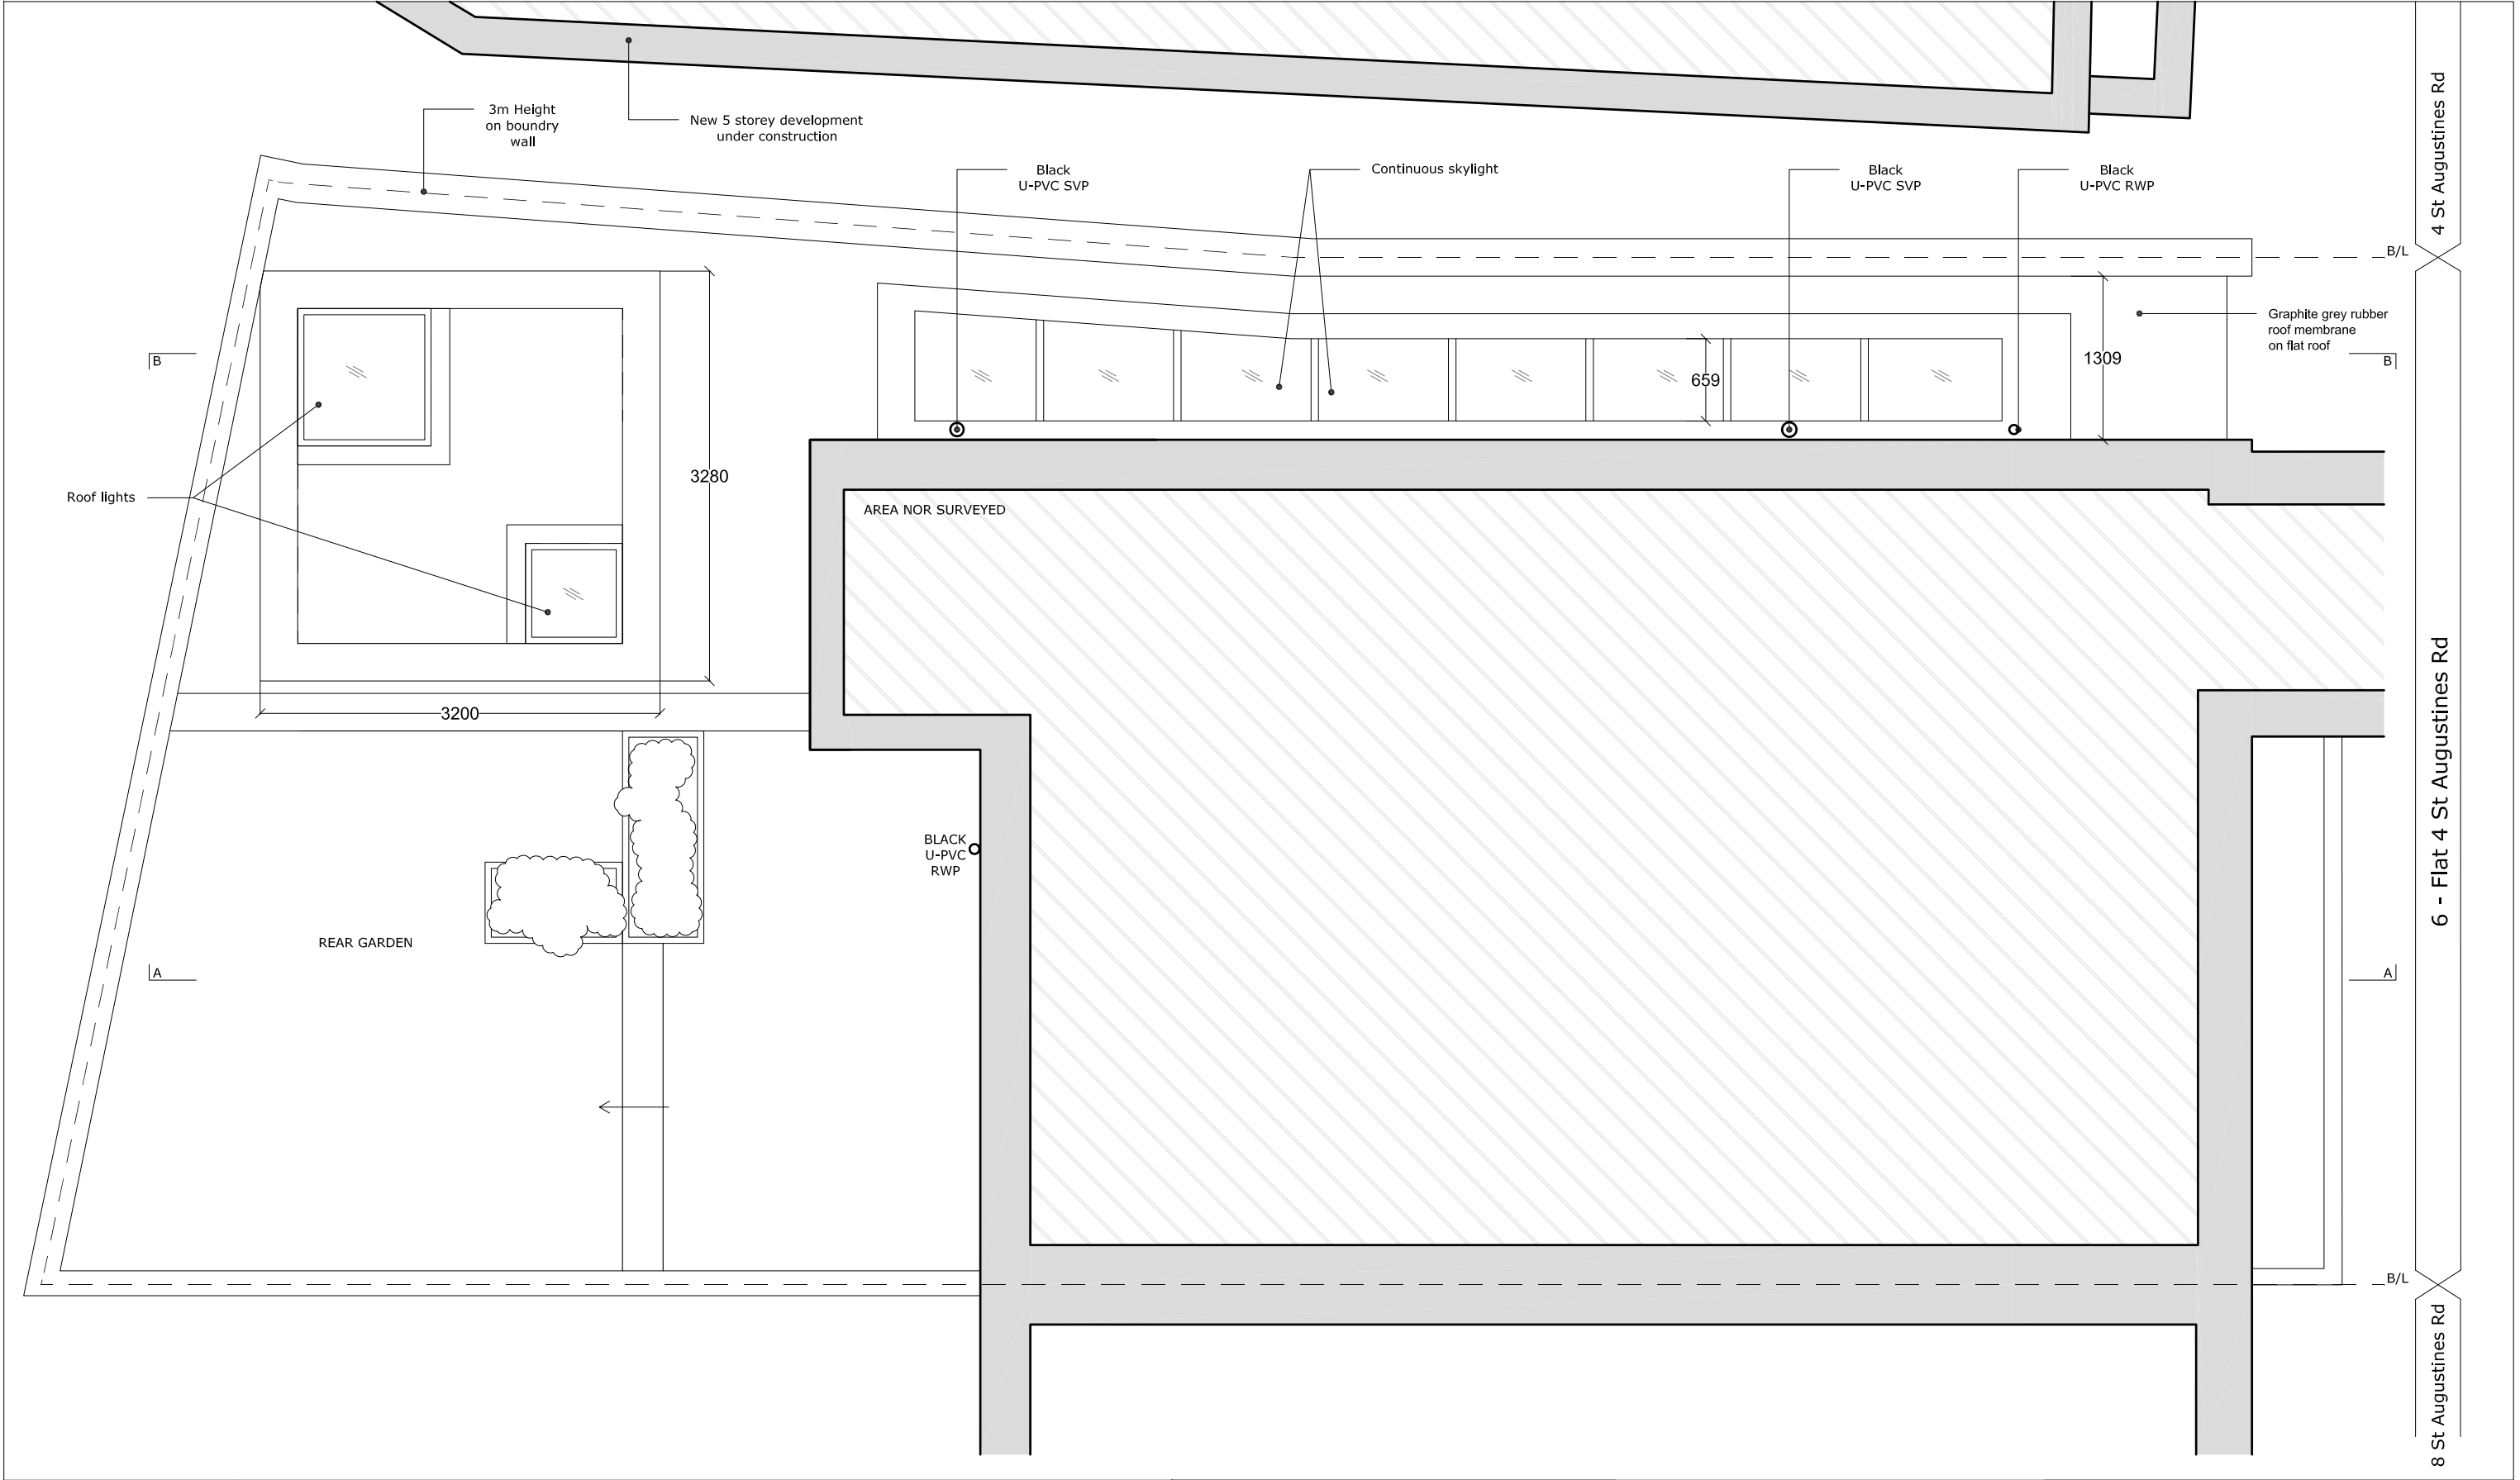 3m Height
on boundry
wall
New 5 storey development
under construction
4 St Augustines Rd
Black
U-PVC SVP
Continuous skylight
Black
U-PVC SVP
Black
U-PVC RWP
B/L
Graphite grey rubber
roof membrane
on flat roof
B
B
1309
659
3280
Roof lights
AREA NOR SURVEYED
3200
6 - Flat 4 St Augustines Rd
BLACK
U-PVC
RWP
REAR GARDEN
A
A
B/L
8 St Augustines Rd